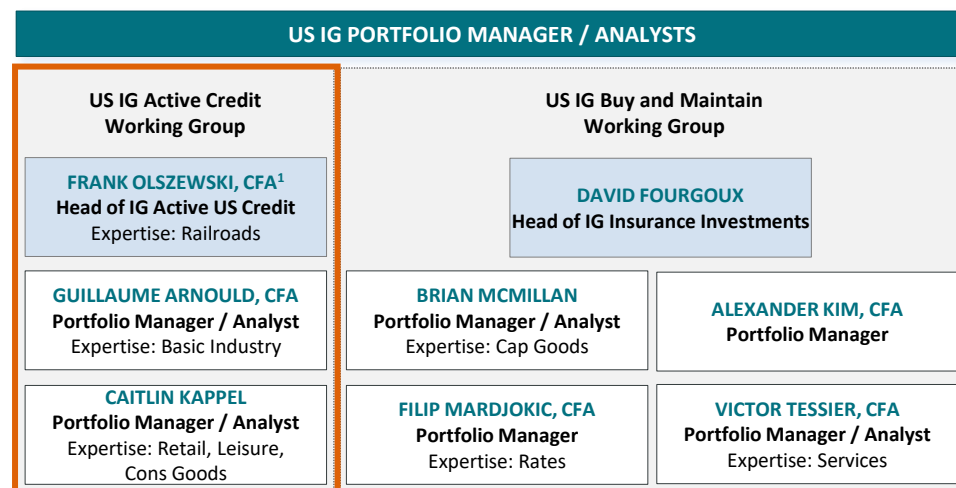 US IG PORTFOLIO MANAGER / ANALYSTS
US IG Active Credit
Working Group
FRANK OLSZEWSKI, CFA¹
Head of IG Active US Credit
Expertise: Railroads
GUILLAUME ARNOULD, CFA
Portfolio Manager / Analyst
Expertise: Basic Industry
CAITLIN KAPPEL
Portfolio Manager / Analyst
Expertise: Retail, Leisure,
Cons Goods
US IG Buy and Maintain
Working Group
DAVID FOURGOUX
Head of IG Insurance Investments
BRIAN MCMILLAN
Portfolio Manager / Analyst
Expertise: Cap Goods
ALEXANDER KIM, CFA
Portfolio Manager
FILIP MARDJOKIC, CFA
Portfolio Manager
Expertise: Rates
VICTOR TESSIER, CFA
Portfolio Manager / Analyst
Expertise: Services